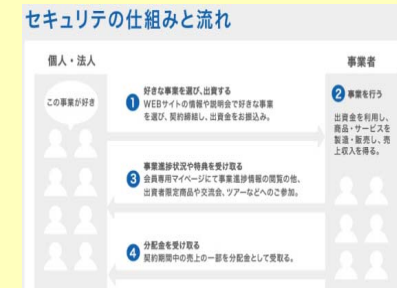 セキュリテの仕組みと流れ
個人・法人
事業者
この事業が好き
1 好きな事業を選び、出資する
WEBサイトの情報や説明会で好きな事業
を選び、契約締結し、出資金をお振込み。
2 事業を行う
出資金を利用し、
商品・サービスを
製造・販売し、売
上収入を得る。
3 事業進捗状況や特典を受け取る
会員専用マイページにて事業進捗情報の閲覧の他、
出資者限定商品や交流会、ツアーなどへのご参加。
4 分配金を受け取る
契約期間中の売上の一部を分配金として受取る。